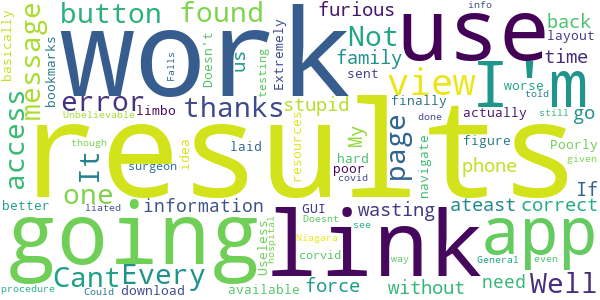 info
basically bookmarks button found furious layout
message Doesn't us Extremely Not back
Falls family time
work use I'm
testing sent worse told
access error limbo thanks stupid view finally
Unbelievable resources actually done still go
though idea My page
results
It surgeon laid hard poor navigate figure Poorly given
one phone If
better liated information wasting ateast correct
going link app
Useless hospital GUI Doesnt Niagara see
Cant Every corvid covid way without need General even Well
procedure Could download available force